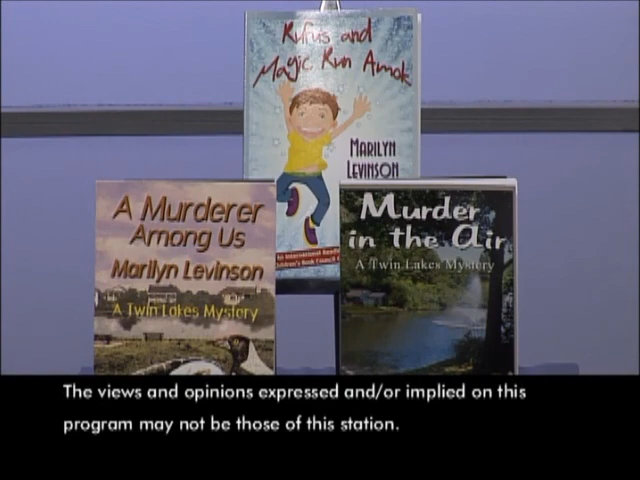 Rufus and
Magic Run Amok
MARILYN
LEVINSON
A Murderer
Among Us
Marilyn Levinson
A Twin Lakes Mystery
Murder
in the Air
A Twin Lakes Mystery
The views and opinions expressed and/or implied on this
program may not be those of this station.